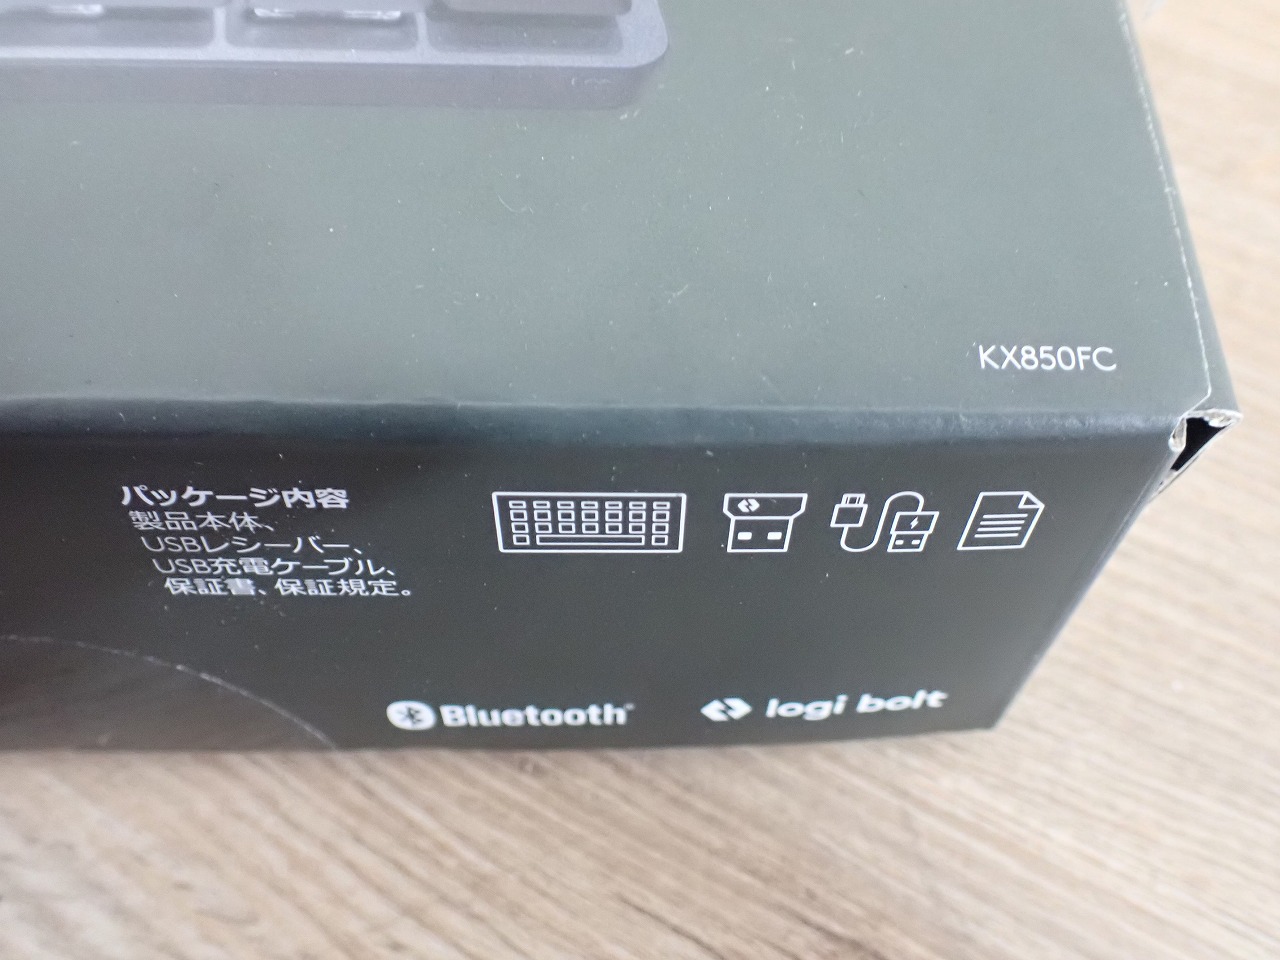 KX850FC
パッケージ内容
製品本体、
USBレシーバー、
USB充電ケーブル、
保証書、保証規定。
Bluetooth®
logi bolt